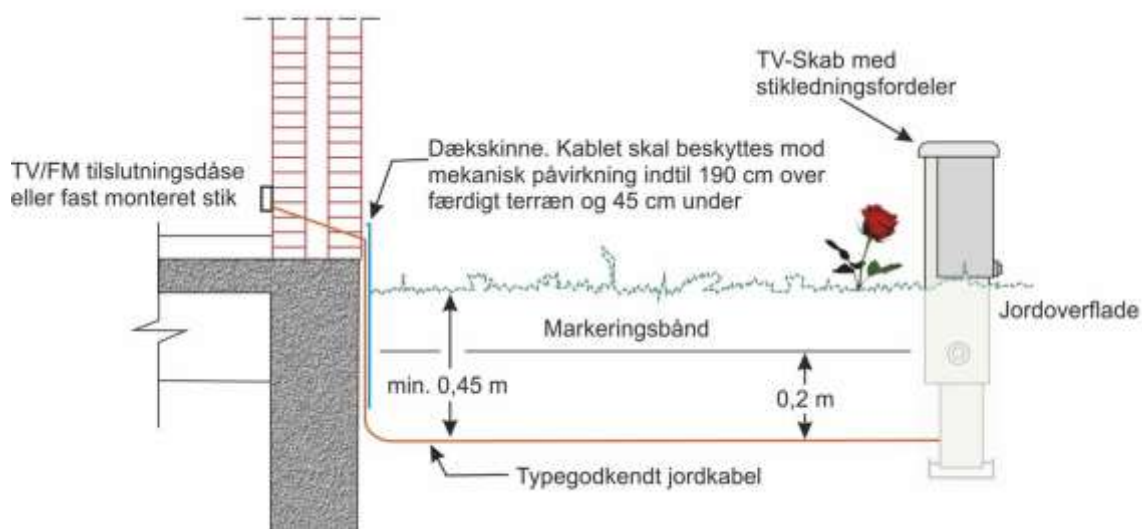 TV-Skab med
stikledningsfordeler
Dækskinne. Kablet skal beskyttes mod
mekanisk påvirkning indtil 190 cm over
færdigt terræn og 45 cm under
TV/FM tilslutningsdåse
eller fast monteret stik
Jordoverflade
Markeringsbånd
min. 0,45 m
0,2 m
Typegodkendt jordkabel